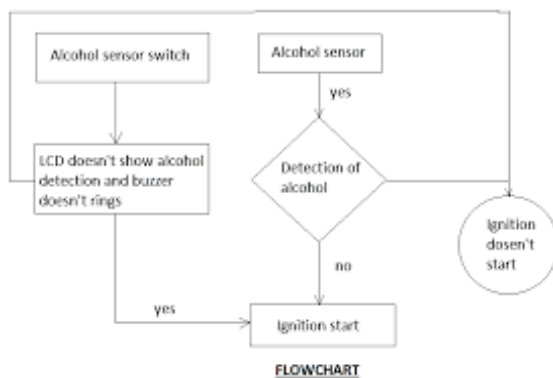 Alcohol sensor switch
Alcohol sensor
yes
LCD doesn't show alcohol
detection and buzzer
doesn't rings
Detection of
alcohol
Ignition
dosen't
start
no
yes
Ignition start
FLOWCHART